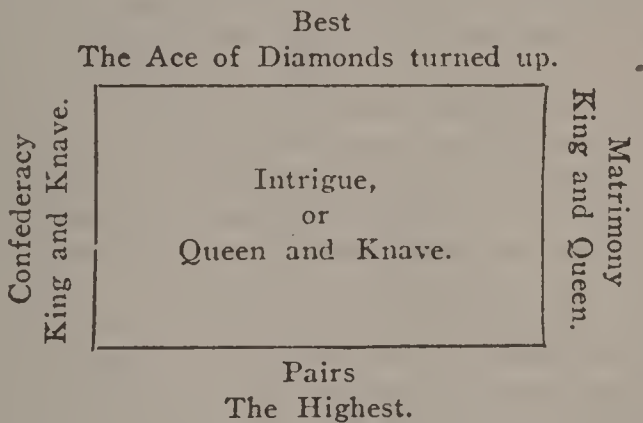 Best
The Ace of Diamonds turned up.
Confederacy
King and Knave.
Intrigue,
or
Queen and Knave.
Matrimony
King and Queen.
Pairs
The Highest.